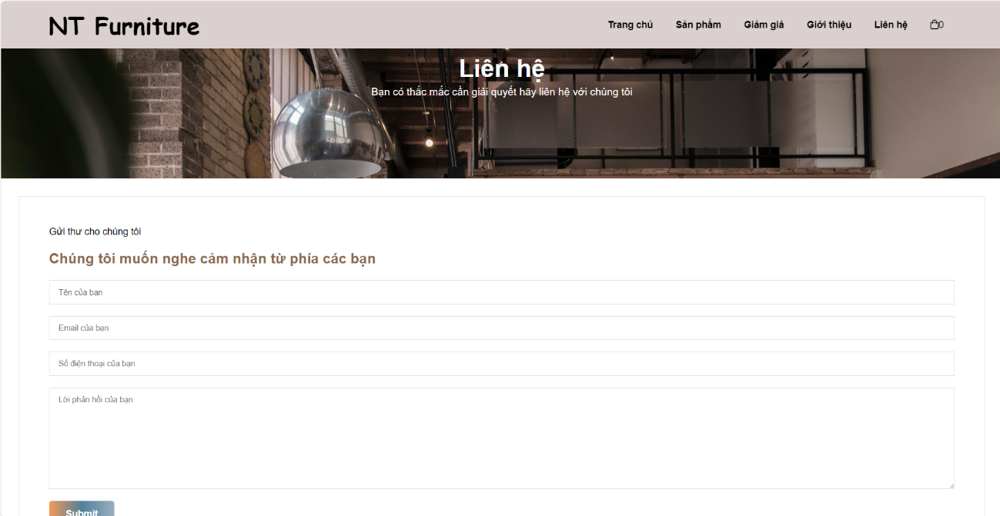 NT Furniture
Trang chủ Sản phẩm Giảm giá Giới thiệu Liên hệ 0
Liên hệ
Bạn có thắc mắc cần giải quyết hãy liên hệ với chúng tôi
Gửi thư cho chúng tôi
Chúng tôi muốn nghe cảm nhận từ phía các bạn
Tên của bạn
Email của bạn
Số điện thoại của bạn
Lời phản hồi của bạn
Submit